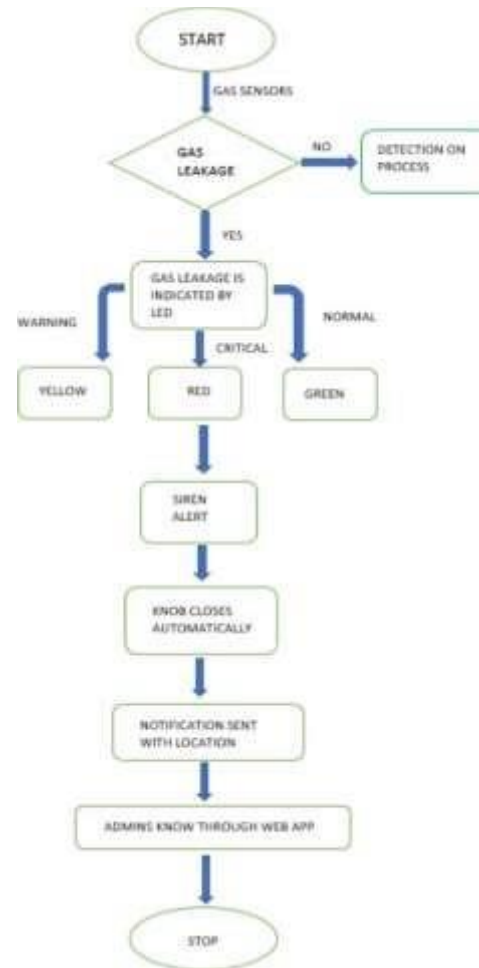 START
GAS SENSORS
GAS
LEAKAGE
NO
DETECTION ON
PROCESS
YES
GAS LEAKAGE IS
INDICATED BY
LED
WARNING
CRITICAL
NORMAL
YELLOW
RED
GREEN
SIREN
ALERT
KNOB CLOSES
AUTOMATICALLY
NOTIFICATION SENT
WITH LOCATION
ADMINS KNOW THROUGH WEB APP
STOP